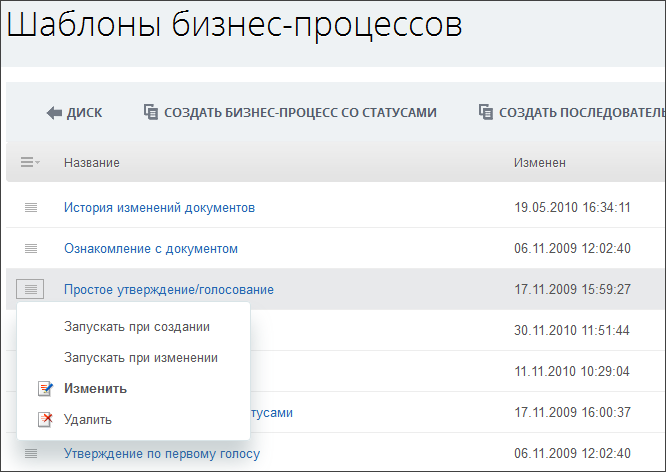 Шаблоны бизнес-процессов
ДИСК СОЗДАТЬ БИЗНЕС-ПРОЦЕСС СО СТАТУСАМИ СОЗДАТЬ ПОСЛЕДОВАТЕЛЬ
Название Изменен
История изменений документов 19.05.2010 16:34:11
Ознакомление с документом 06.11.2009 12:02:40
Простое утверждение/голосование 17.11.2009 15:59:27
Запускать при создании 30.11.2010 11:51:44
Запускать при изменении 11.11.2010 10:29:04
Изменить
Удалить тусами 17.11.2009 16:00:37
Утверждение по первому голосу 06.11.2009 12:02:40